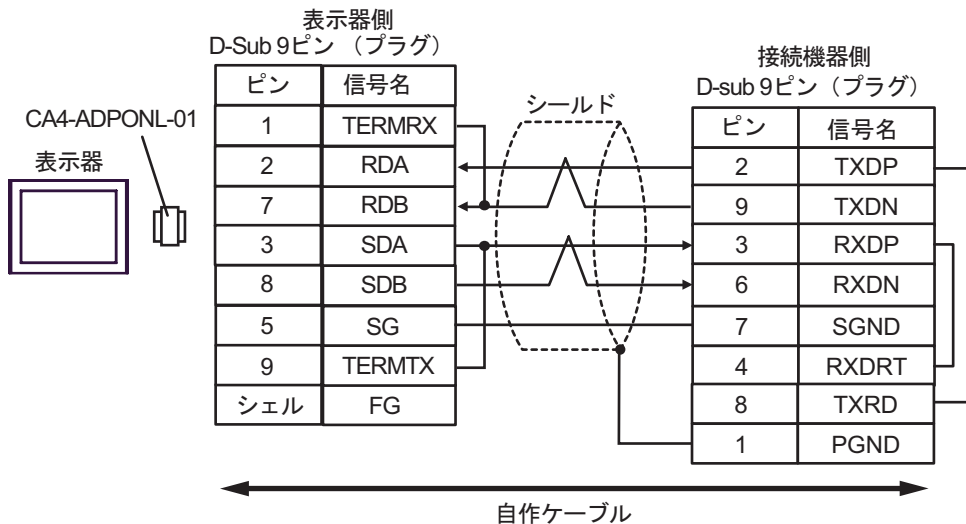 表示器側
D-Sub 9ピン （プラグ）
ピン 信号名
1 TERMRX
2 RDA
7 RDB
3 SDA
8 SDB
5 SG
9 TERMTX
シェル FG
CA4-ADPONL-01
表示器
シールド
接続機器側
D-sub 9ピン（プラグ）
ピン 信号名
2 TXDP
9 TXDN
3 RXDP
6 RXDN
7 SGND
4 RXDRT
8 TXRD
1 PGND
自作ケーブル